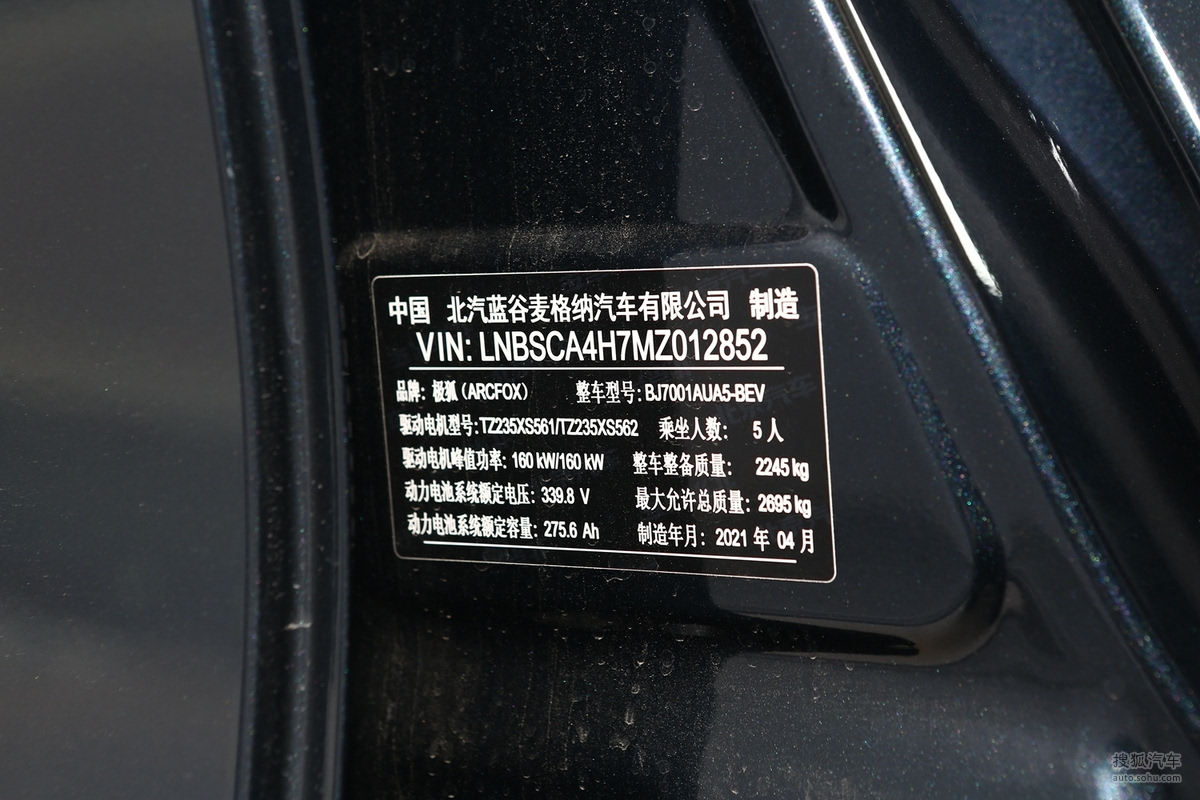 中国 北汽蓝谷麦格纳汽车有限公司 制造
VIN: LNBSCA4H7MZ012852
品牌: 极狐(ARCFOX) 整车型号: BJ7001AUA5-BEV
驱动电机型号: TZ235XS561/TZ235XS562 乘坐人数: 5 人
驱动电机峰值功率: 160 kW/160 kW 整车整备质量: 2245 kg
动力电池系统额定电压: 339.8 V 最大允许总质量: 2695 kg
动力电池系统额定容量: 275.6 Ah 制造年月: 2021 年 04 月
搜狐汽车
auto.sohu.com